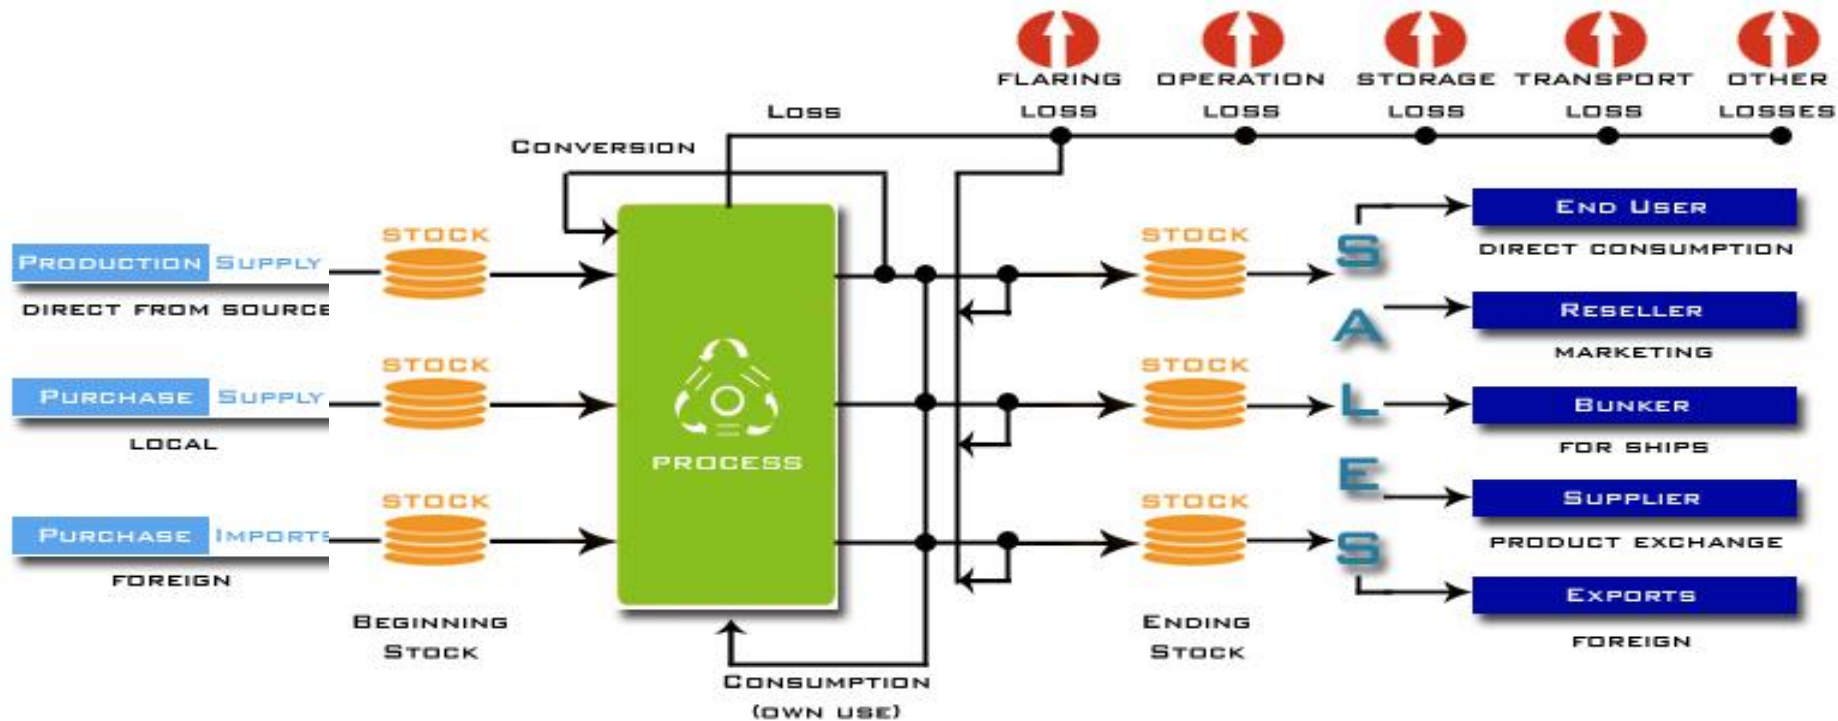 FLARING LOSS
OPERATION LOSS
STORAGE LOSS
TRANSPORT LOSS
OTHER LOSSES
LOSS
CONVERSION
PRODUCTION SUPPLY
DIRECT FROM SOURCE
PURCHASE SUPPLY
LOCAL
PURCHASE IMPORTS
FOREIGN
STOCK
STOCK
STOCK
BEGINNING
STOCK
PROCESS
CONSUMPTION
(OWN USE)
STOCK
STOCK
STOCK
ENDING
STOCK
SALES
END USER
DIRECT CONSUMPTION
RESELLER
MARKETING
BUNKER
FOR SHIPS
SUPPLIER
PRODUCT EXCHANGE
EXPORTS
FOREIGN